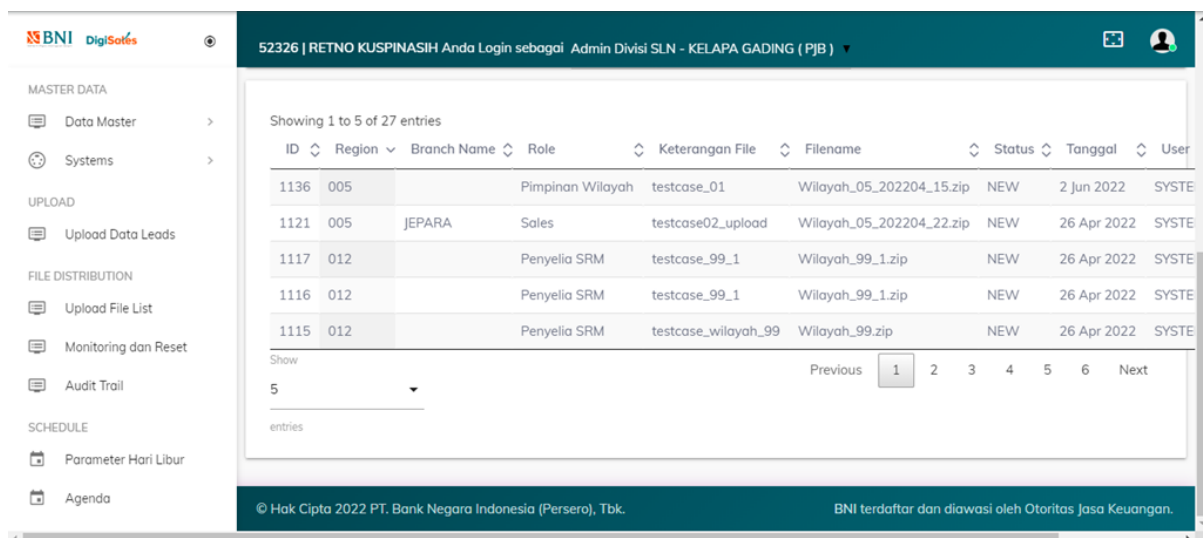 BNI DigiSales
52326 | RETNO KUSPINASIH Anda Login sebagai Admin Divisi SLN - KELAPA GADING ( PJB )
MASTER DATA
Data Master
Systems
UPLOAD
Upload Data Leads
FILE DISTRIBUTION
Upload File List
Monitoring dan Reset
Audit Trail
SCHEDULE
Parameter Hari Libur
Agenda
Showing 1 to 5 of 27 entries
ID Region Branch Name Role Keterangan File Filename Status Tanggal User
1136 005 Pimpinan Wilayah testcase_01 Wilayah_05_202204_15.zip NEW 2 Jun 2022 SYSTE
1121 005 JEPARA Sales testcase02_upload Wilayah_05_202204_22.zip NEW 26 Apr 2022 SYSTE
1117 012 Penyelia SRM testcase_99_1 Wilayah_99_1.zip NEW 26 Apr 2022 SYSTE
1116 012 Penyelia SRM testcase_99_1 Wilayah_99_1.zip NEW 26 Apr 2022 SYSTE
1115 012 Penyelia SRM testcase_wilayah_99 Wilayah_99.zip NEW 26 Apr 2022 SYSTE
Show
5
entries
Previous 1 2 3 4 5 6 Next
© Hak Cipta 2022 PT. Bank Negara Indonesia (Persero), Tbk.
BNI terdaftar dan diawasi oleh Otoritas Jasa Keuangan.